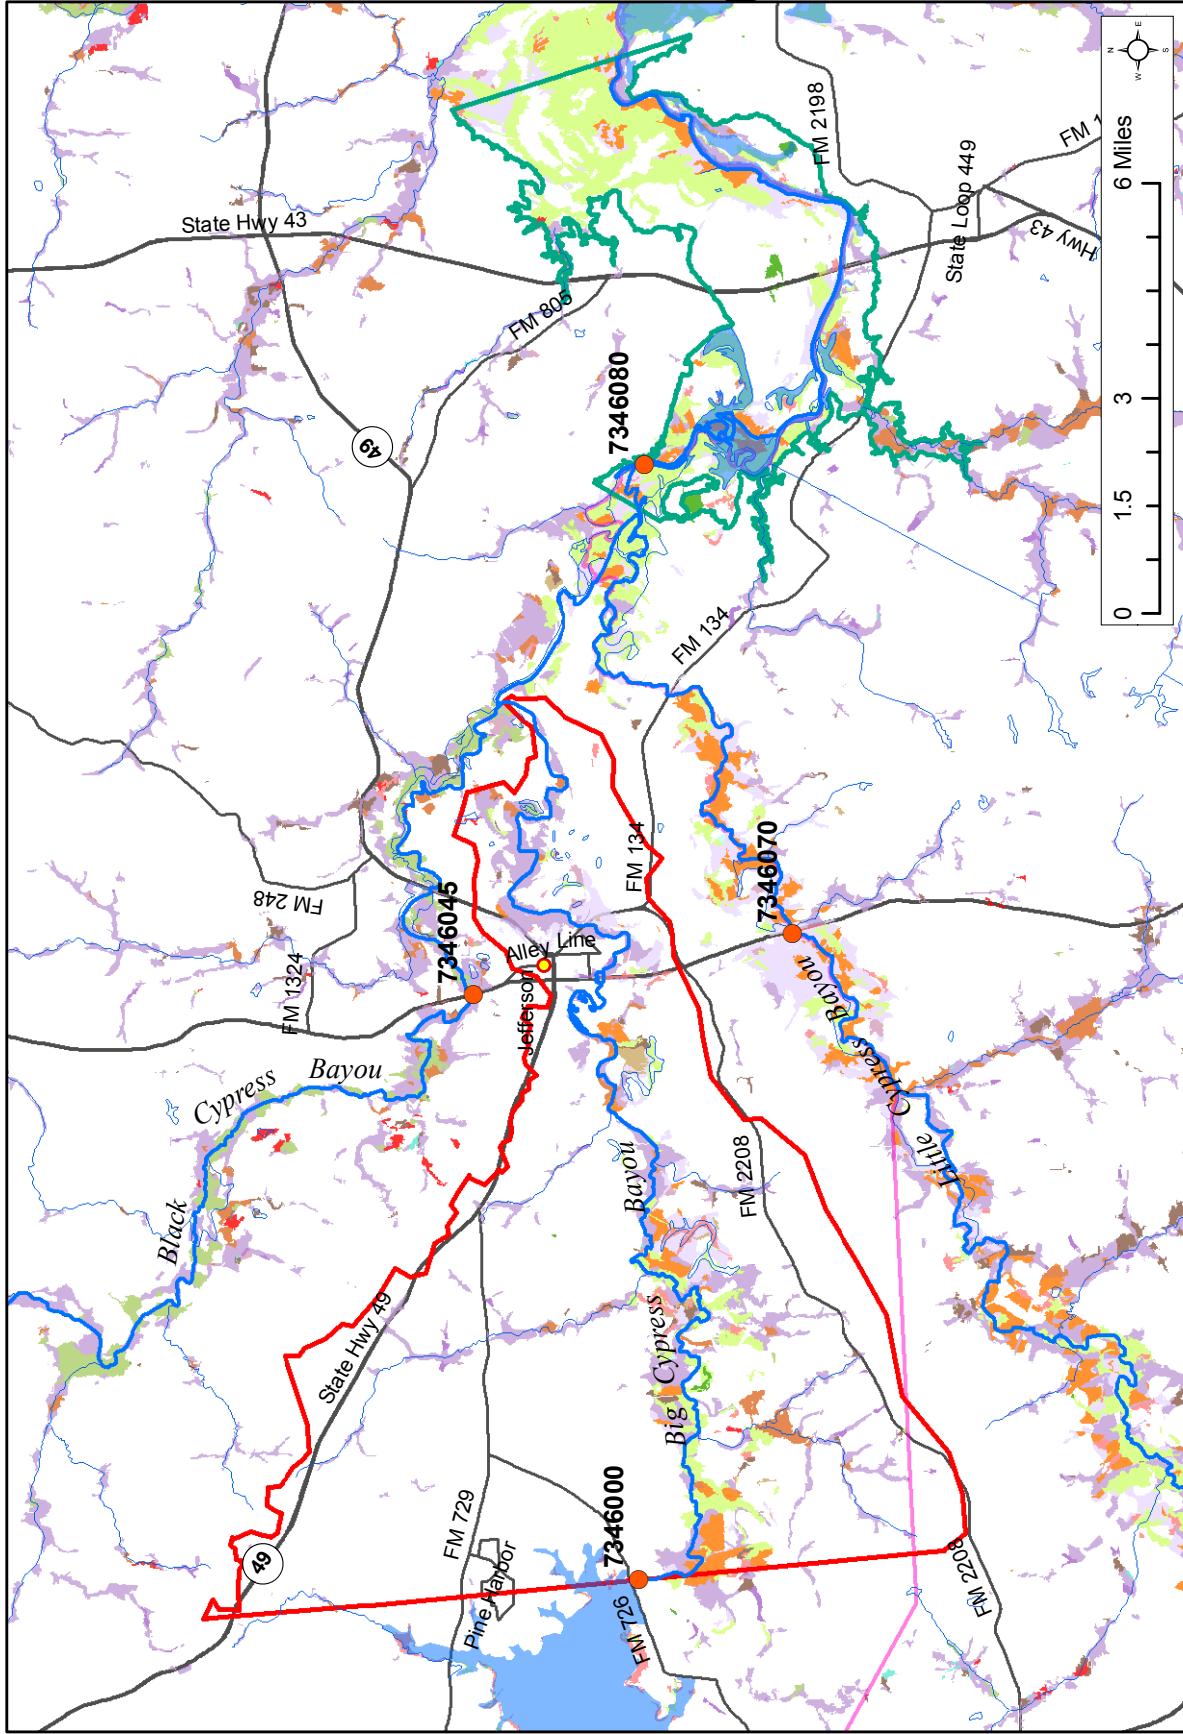 N
W
E
S
State Hwy 43
FM 2198
FM 1
State Loop 449
Hwy 43
6 Miles
3
1.5
0
FM 805
49
7346080
FM 134
FM 248
FM 1324
7346045
Alley Line
Jefferson
FM 134
7346070
Black
Cypress
Bayou
Little
Cypress
Bayou
Big
Cypress
Bayou
FM 2208
State Hwy 49
49
FM 729
Pine Harbor
7346000
FM 726
FM 2208